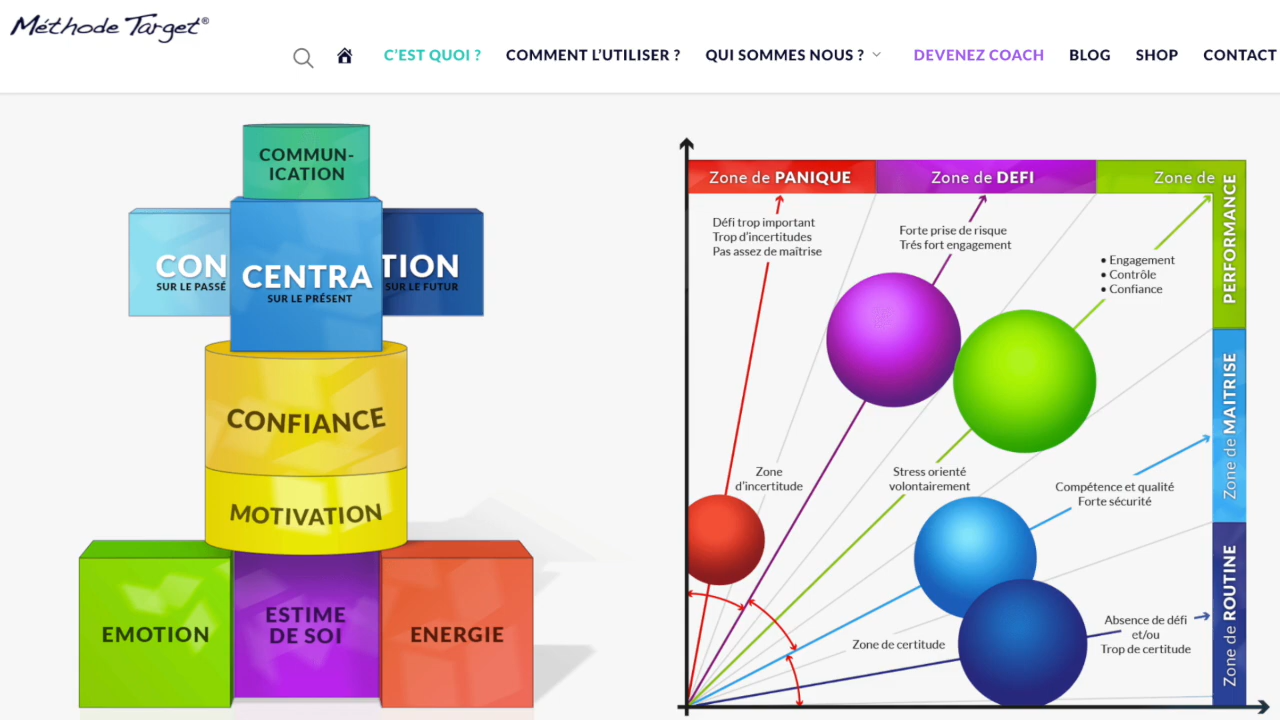 Méthode Target®
C'EST QUOI ? COMMENT L'UTILISER ? QUI SOMMES NOUS ? DEVENEZ COACH BLOG SHOP CONTACT
COMMUN-
ICATION
CON CENTRA TION
SUR LE PASSÉ SUR LE PRÉSENT SUR LE FUTUR
CONFIANCE
MOTIVATION
EMOTION
ESTIME
DE SOI
ENERGIE
Zone de PANIQUE
Zone de DEFI
Zone de PERFORMANCE
Défi trop important
Trop d'incertitudes
Pas assez de maîtrise
Forte prise de risque
Trés fort engagement
• Engagement
• Contrôle
• Confiance
Zone de MAITRISE
Zone
d'incertitude
Stress orienté
volontairement
Compétence et qualité
Forte sécurité
Zone de ROUTINE
Zone de certitude
Absence de défi
et/ou
Trop de certitude